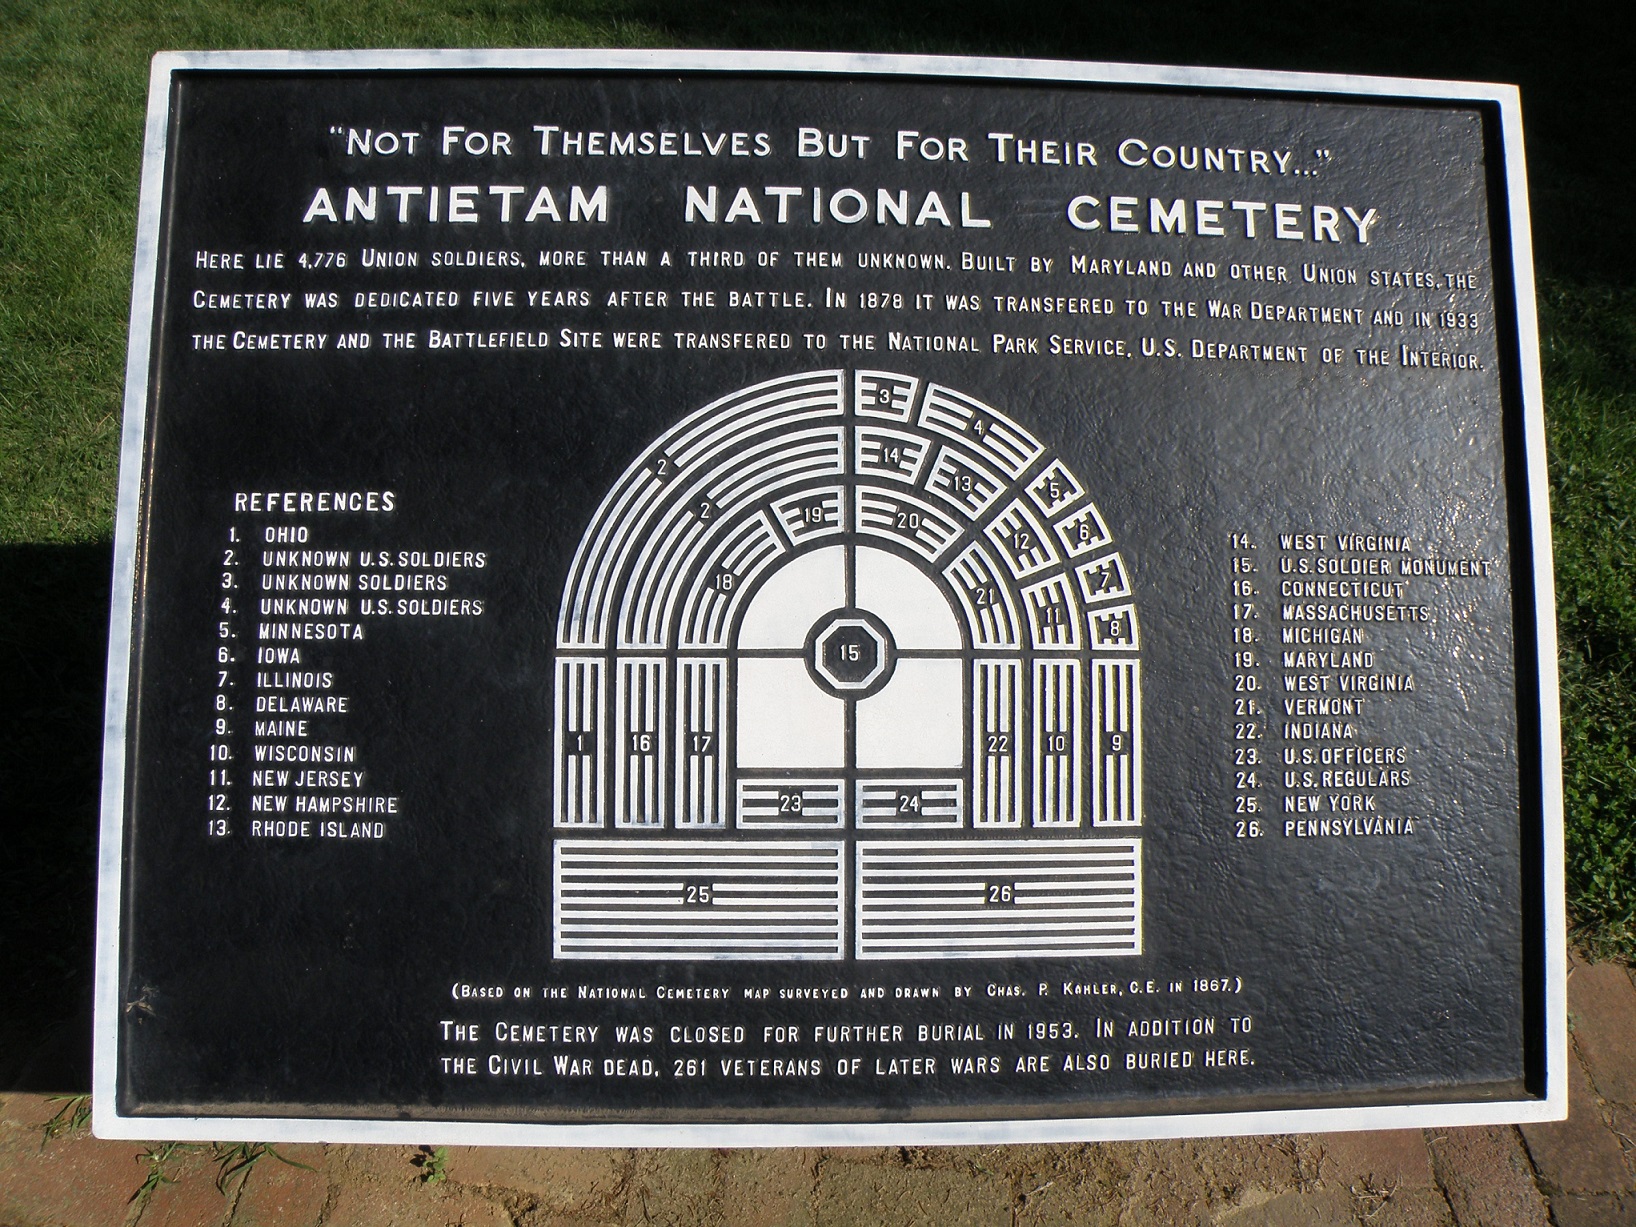 "Not For Themselves But For Their Country..."
ANTIETAM NATIONAL CEMETERY
Here lie 4,776 Union soldiers, more than a third of them unknown. Built by Maryland and other Union states, the
Cemetery was dedicated five years after the battle. In 1878 it was transfered to the War Department and in 1933
the Cemetery and the Battlefield Site were transfered to the National Park Service, U.S. Department of the Interior.
REFERENCES
1. OHIO
2. UNKNOWN U.S. SOLDIERS
3. UNKNOWN SOLDIERS
4. UNKNOWN U.S. SOLDIERS
5. MINNESOTA
6. IOWA
7. ILLINOIS
8. DELAWARE
9. MAINE
10. WISCONSIN
11. NEW JERSEY
12. NEW HAMPSHIRE
13. RHODE ISLAND
3
4
2
14
13
5
2
19
20
12
6
18
21
11
7
8
15
1
16
17
22
10
9
23
24
25
26
14. WEST VIRGINIA
15. U.S. SOLDIER MONUMENT
16. CONNECTICUT
17. MASSACHUSETTS
18. MICHIGAN
19. MARYLAND
20. WEST VIRGINIA
21. VERMONT
22. INDIANA
23. U.S. OFFICERS
24. U.S. REGULARS
25. NEW YORK
26. PENNSYLVANIA
(Based on the National Cemetery map surveyed and drawn by Chas. P. Kohler, C.E. in 1867.)
The Cemetery was closed for further burial in 1953. In addition to
the Civil War dead, 261 veterans of later wars are also buried here.